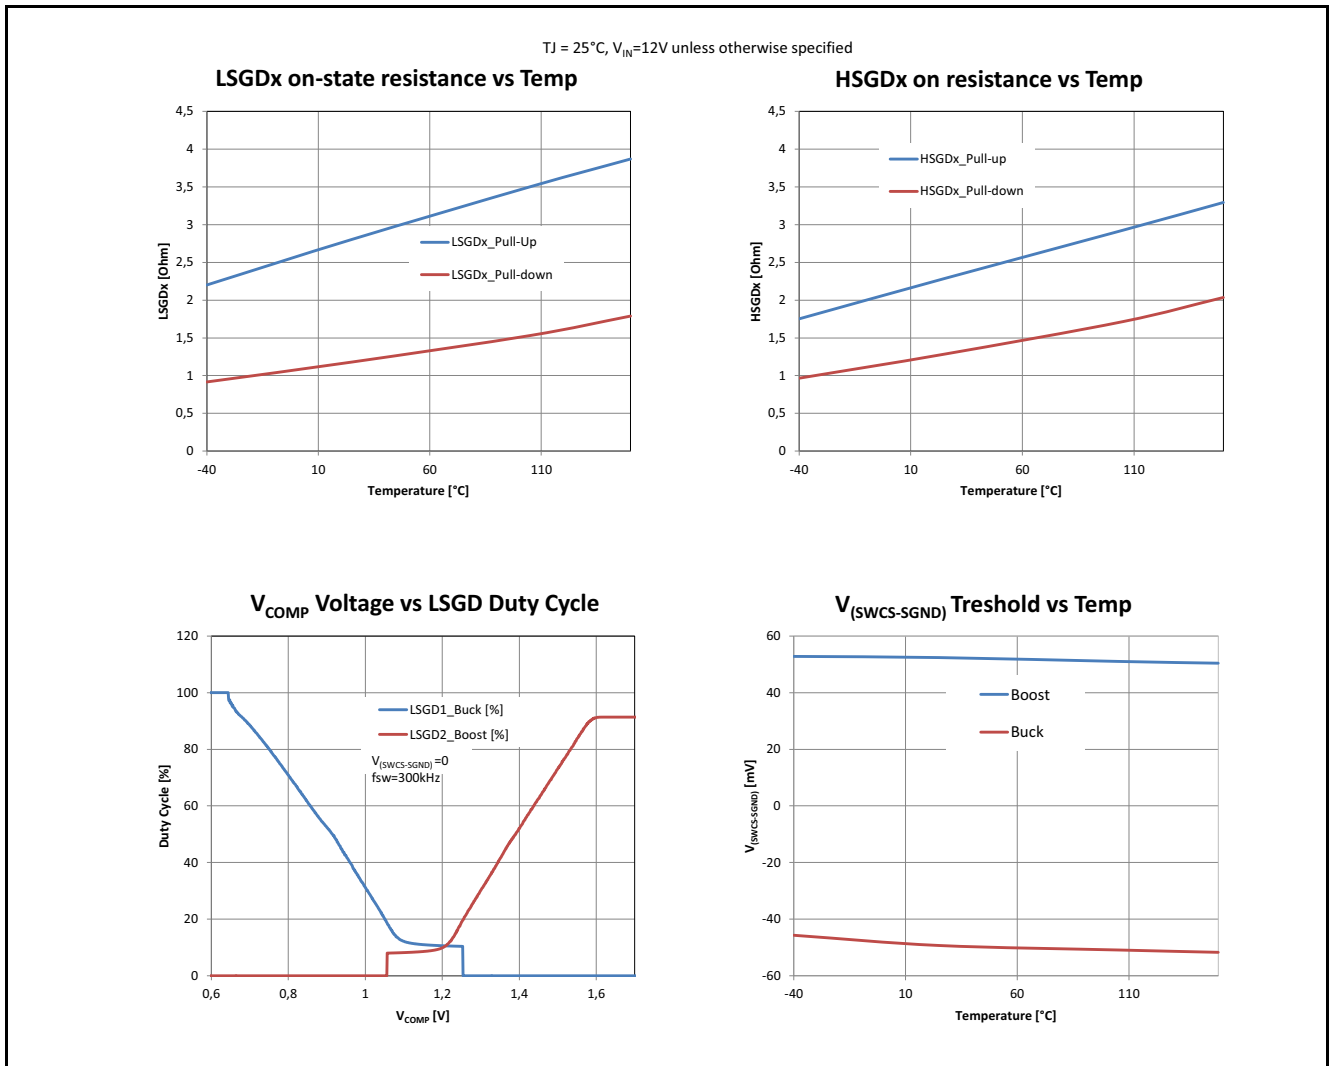 TJ = 25°C, VIN=12V unless otherwise specified
LSGDx on-state resistance vs Temp
4,5
4
3,5
3
2,5
2
1,5
1
0,5
0
LSGDx [Ohm]
LSGDx_Pull-Up
LSGDx_Pull-down
-40 10 60 110
Temperature [°C]
HSGDx on resistance vs Temp
4,5
4
3,5
3
2,5
2
1,5
1
0,5
0
HSGDx [Ohm]
HSGDx_Pull-up
HSGDx_Pull-down
-40 10 60 110
Temperature [°C]
VCOMP Voltage vs LSGD Duty Cycle
120
100
80
60
40
20
0
Duty Cycle [%]
LSGD1_Buck [%]
LSGD2_Boost [%]
V(SWCS-SGND) =0
fsw=300kHz
0,6 0,8 1 1,2 1,4 1,6
VCOMP [V]
V(SWCS-SGND) Treshold vs Temp
60
40
20
0
-20
-40
-60
V(SWCS-SGND) [mV]
Boost
Buck
-40 10 60 110
Temperature [°C]